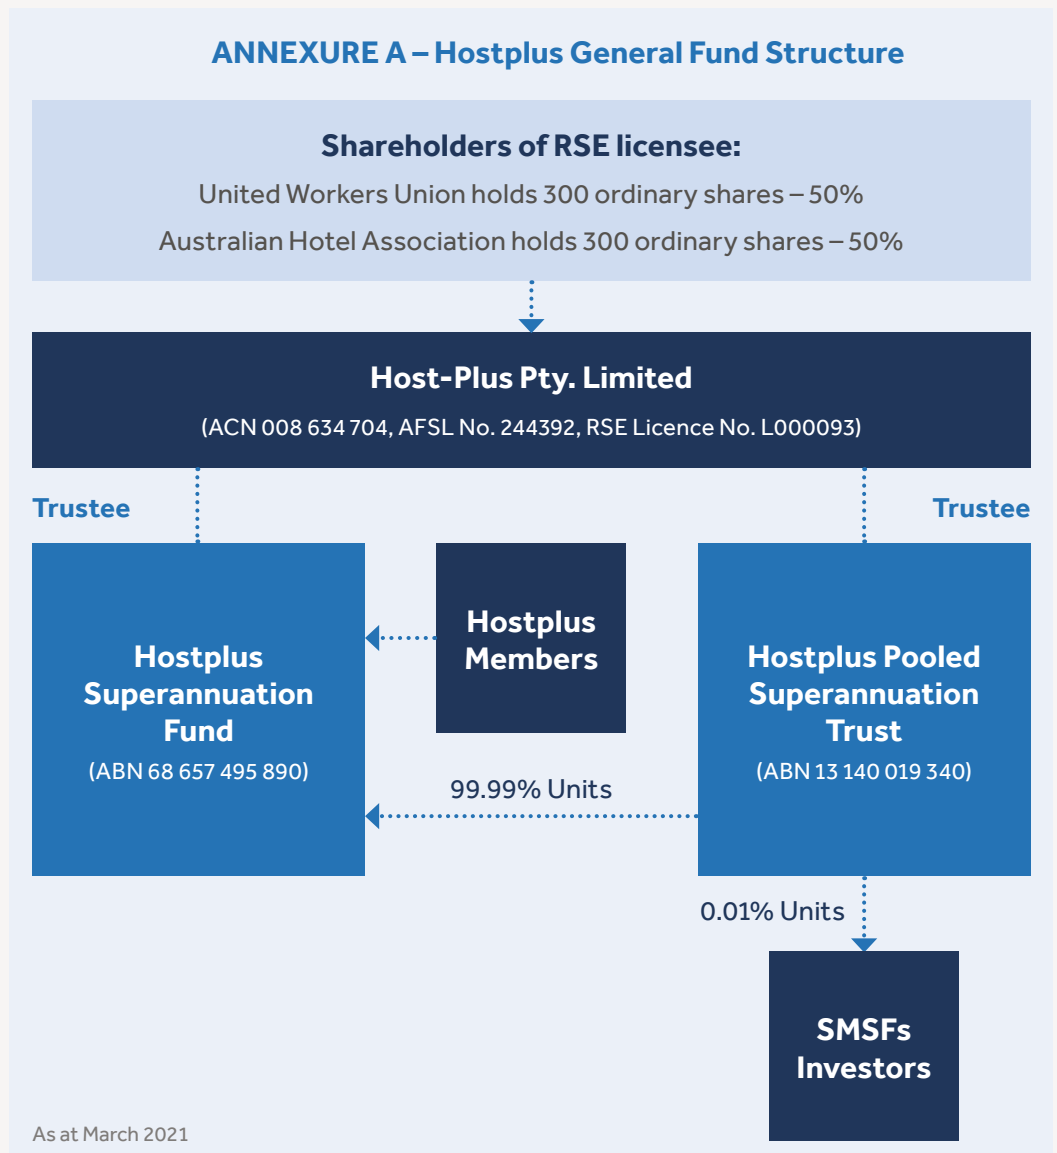 ANNEXURE A – Hostplus General Fund Structure
Shareholders of RSE licensee:
United Workers Union holds 300 ordinary shares – 50%
Australian Hotel Association holds 300 ordinary shares – 50%
Host-Plus Pty. Limited
(ACN 008 634 704, AFSL No. 244392, RSE Licence No. L000093)
Trustee
Trustee
Hostplus
Superannuation
Fund
(ABN 68 657 495 890)
Hostplus
Members
Hostplus Pooled
Superannuation
Trust
(ABN 13 140 019 340)
99.99% Units
0.01% Units
SMSFs
Investors
As at March 2021